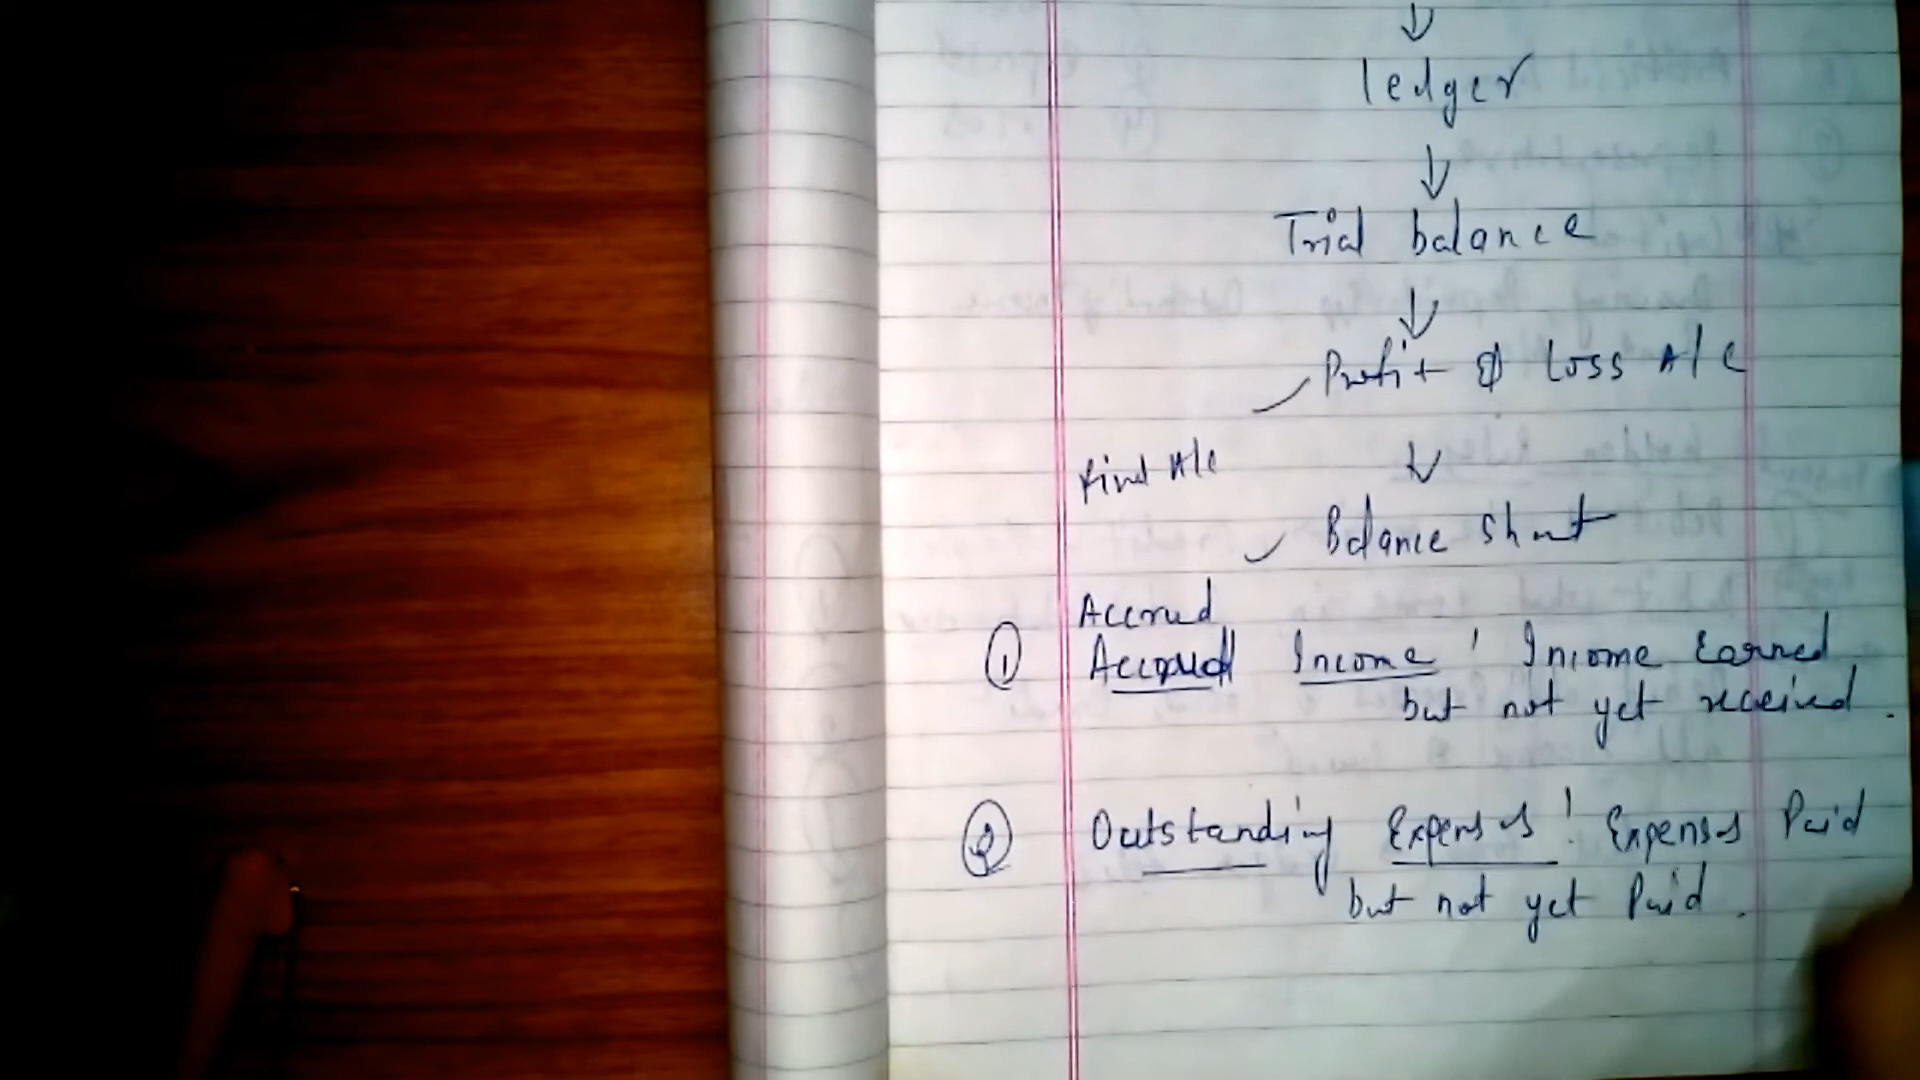 ↓
ledger
↓
Trial balance
↓
Profit & Loss A/c
Final A/c
↓
Balance sheet
Accrued
① Accrued Income : Income Earned
but not yet received.
② Outstanding Expenses : Expenses Paid
but not yet Paid.